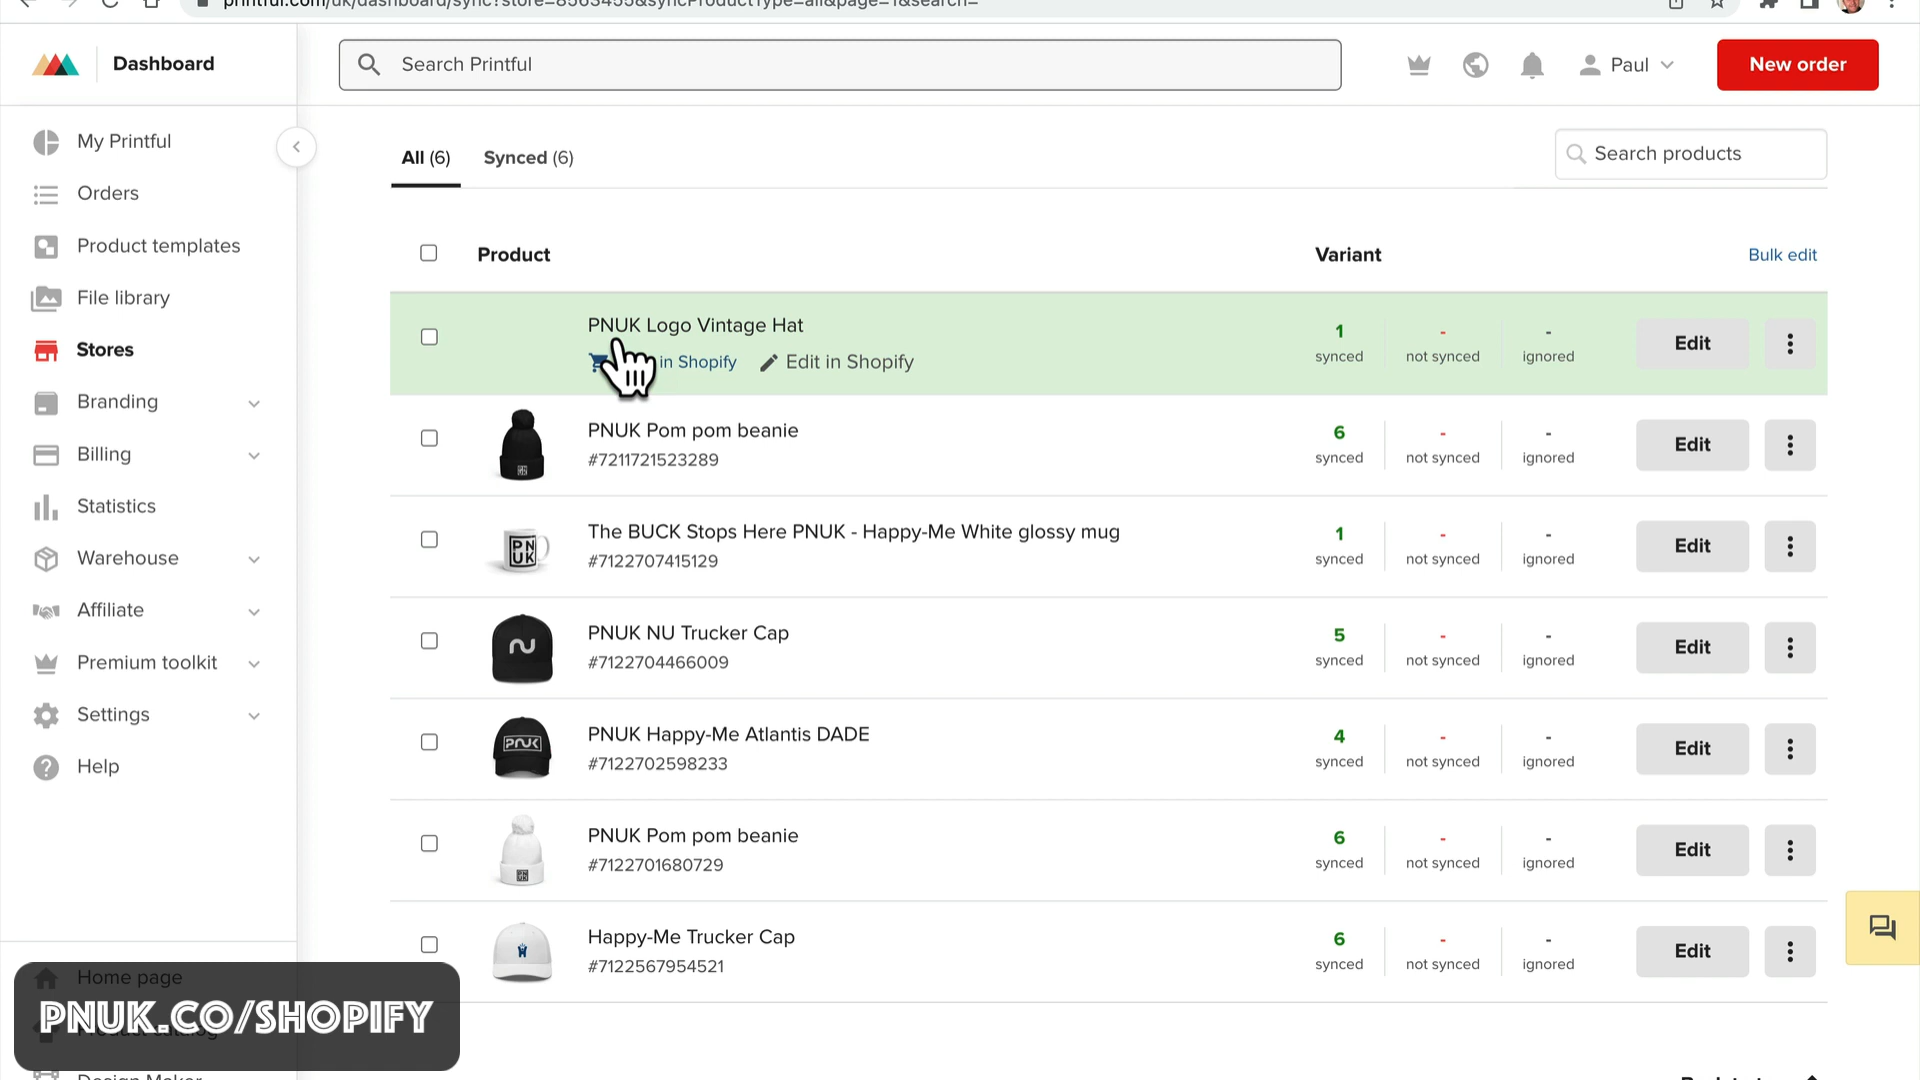 Dashboard
Search Printful
Paul
New order
My Printful
Orders
Product templates
File library
Stores
Branding
Billing
Statistics
Warehouse
Affiliate
Premium toolkit
Settings
Help
Home page
PNUK.CO/SHOPIFY
All (6)
Synced (6)
Search products
Product
Variant
Bulk edit
PNUK Logo Vintage Hat
in Shopify
Edit in Shopify
1
synced
-
not synced
-
ignored
Edit
PNUK Pom pom beanie
#7211721523289
6
synced
-
not synced
-
ignored
Edit
PN
UK
The BUCK Stops Here PNUK - Happy-Me White glossy mug
#7122707415129
1
synced
-
not synced
-
ignored
Edit
PNUK NU Trucker Cap
#7122704466009
5
synced
-
not synced
-
ignored
Edit
PNUK
PNUK Happy-Me Atlantis DADE
#7122702598233
4
synced
-
not synced
-
ignored
Edit
PNUK Pom pom beanie
#7122701680729
6
synced
-
not synced
-
ignored
Edit
Happy-Me Trucker Cap
#7122567954521
6
synced
-
not synced
-
ignored
Edit